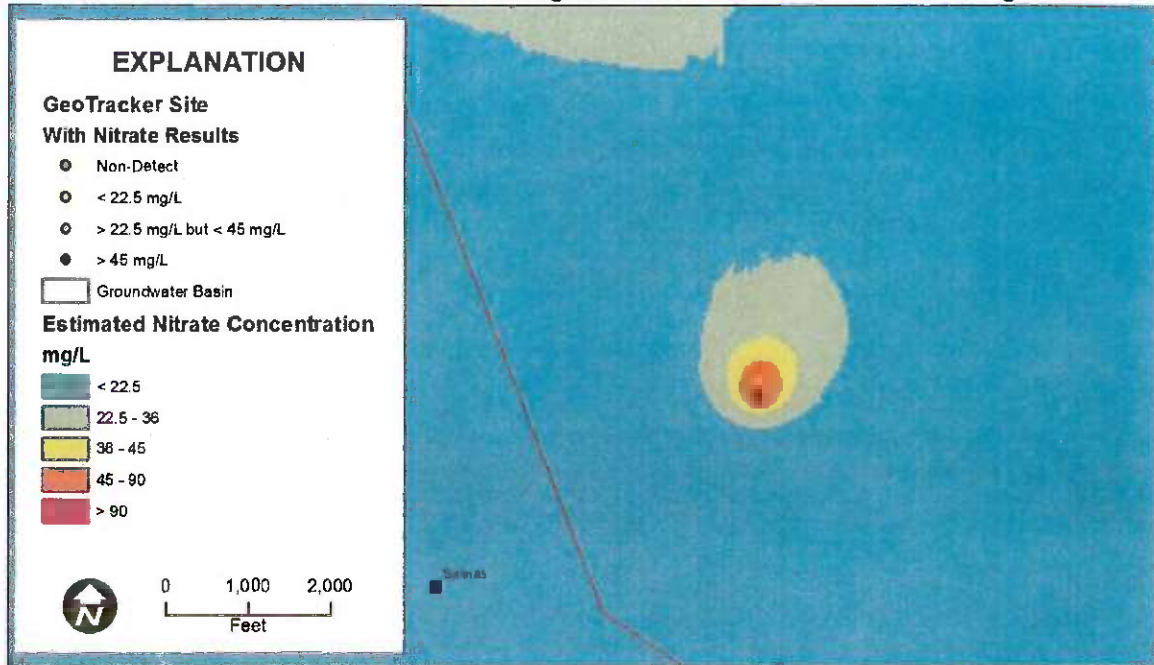 EXPLANATION
GeoTracker Site
With Nitrate Results
Non-Detect
< 22.5 mg/L
> 22.5 mg/L but < 45 mg/L
> 45 mg/L
Groundwater Basin
Estimated Nitrate Concentration
mg/L
< 22.5
22.5 - 36
36 - 45
45 - 90
> 90
N
0 1,000 2,000
Feet
Salinas